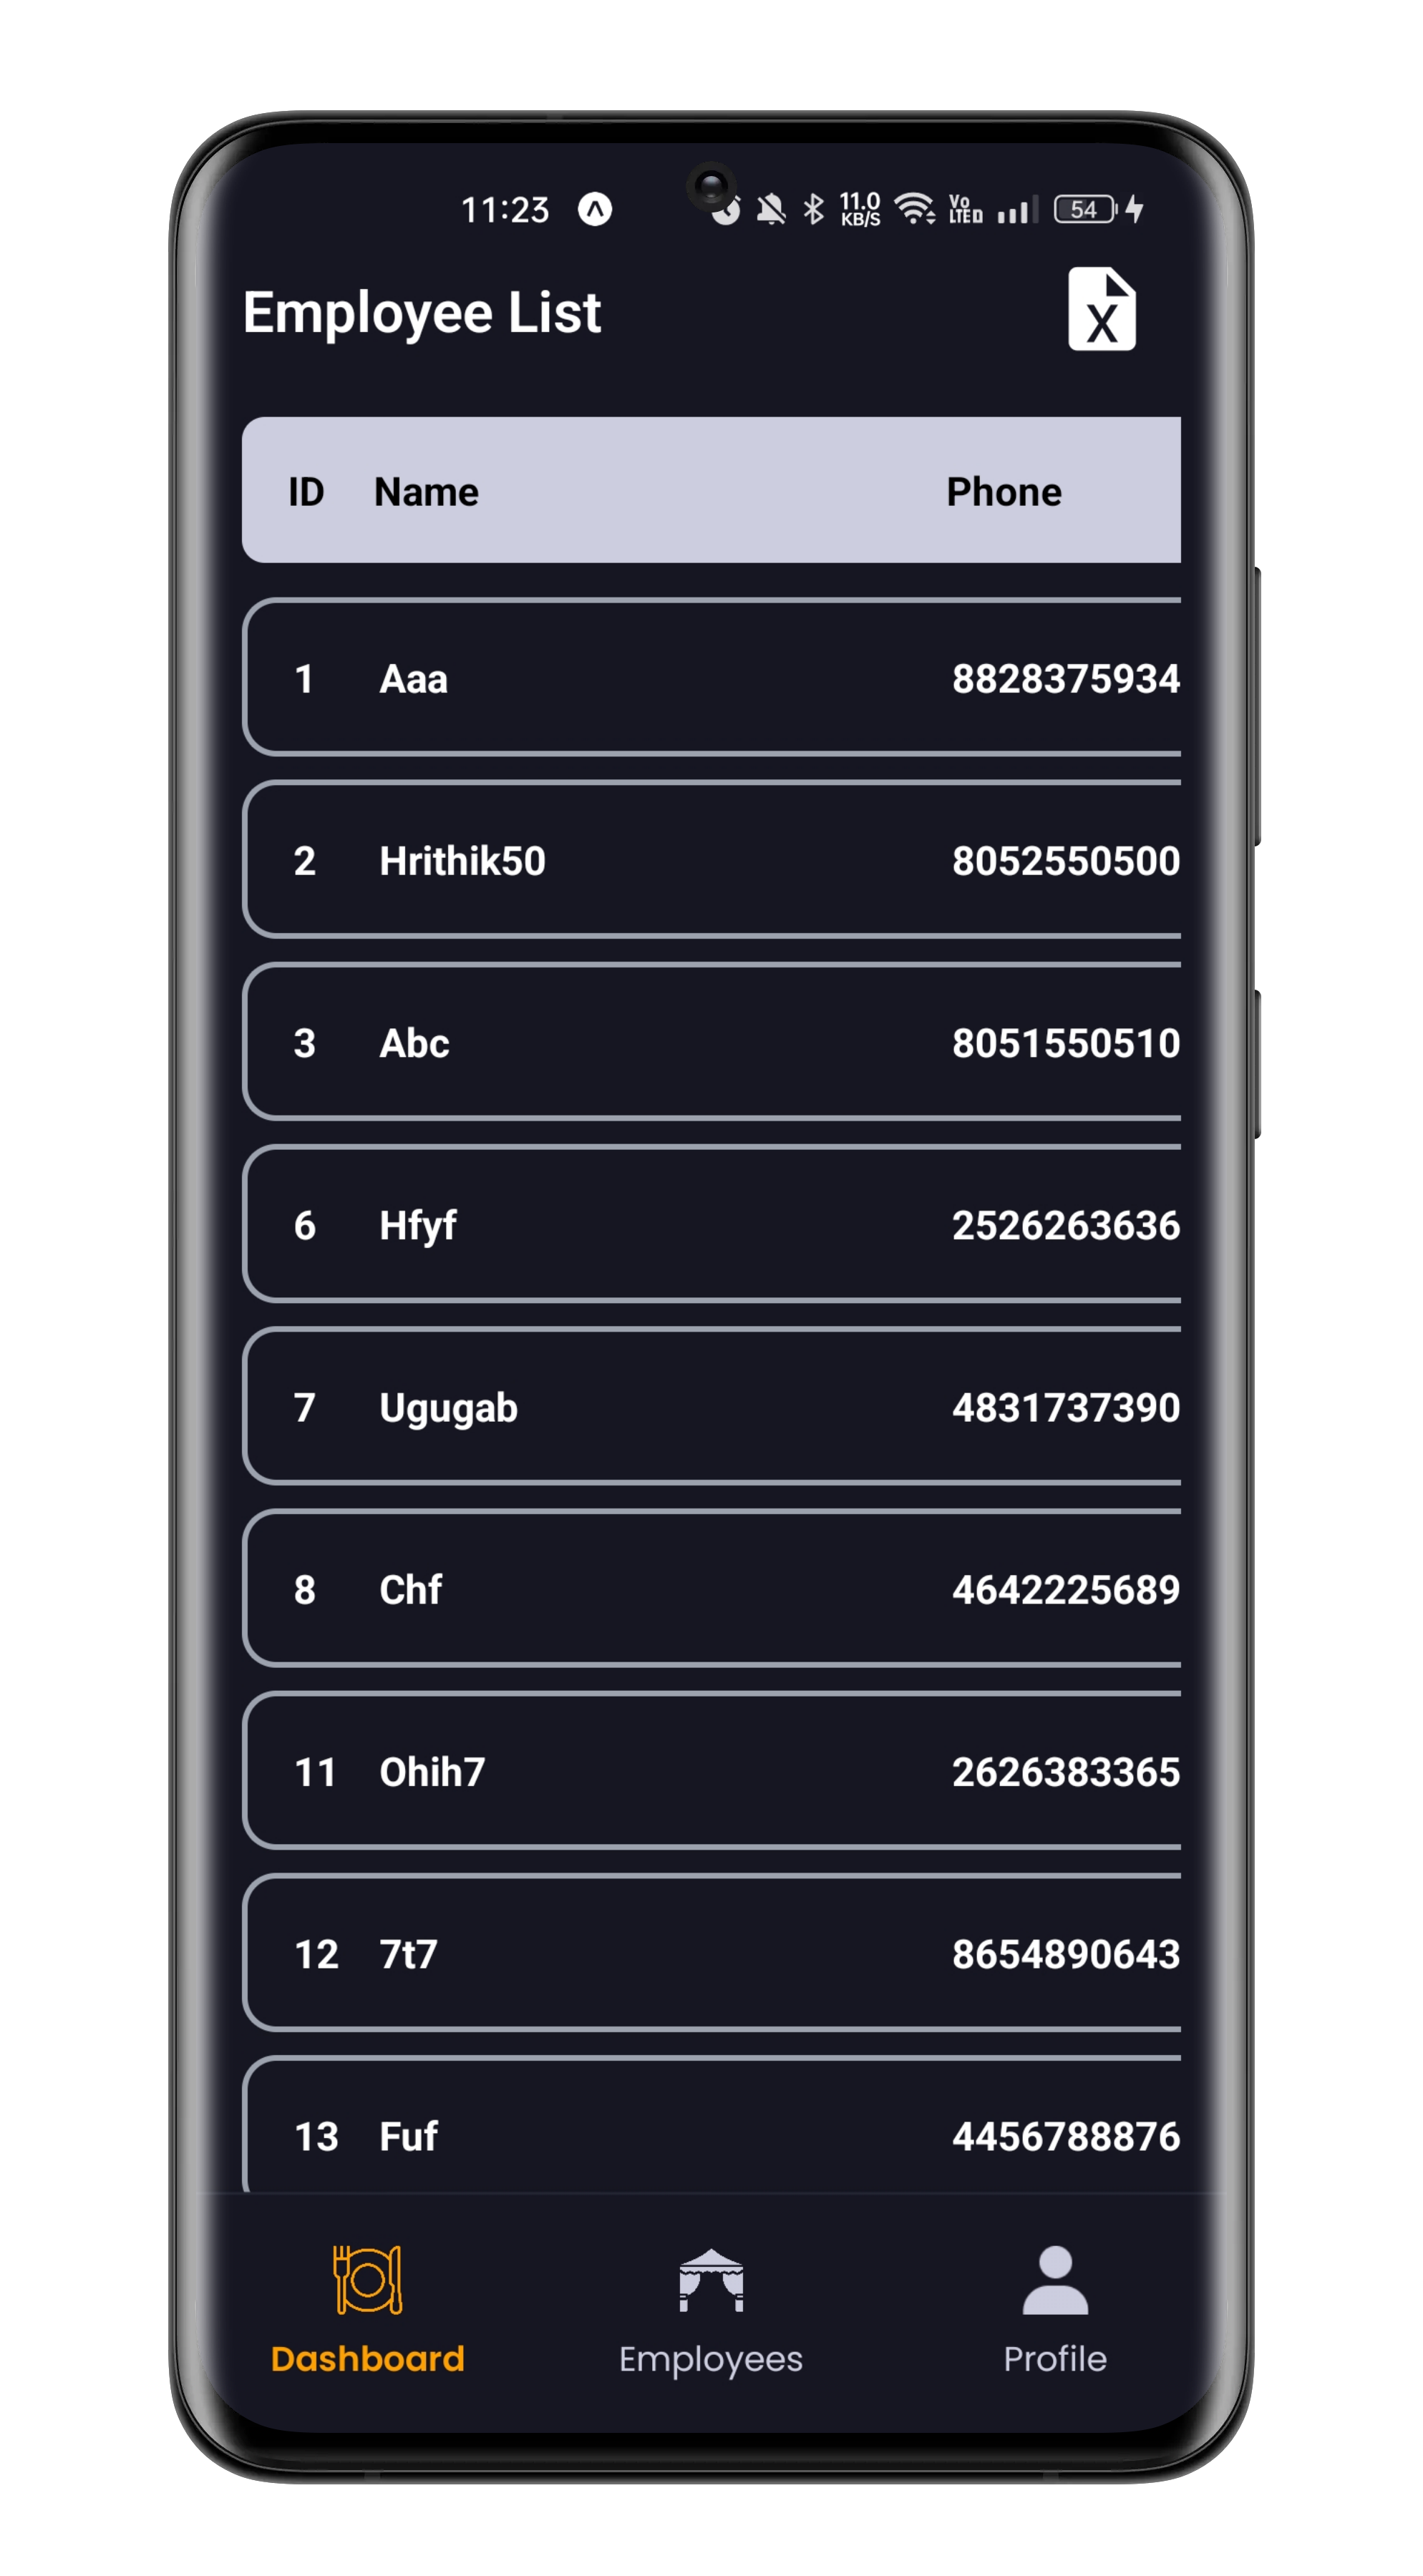 11:23 11.0 KB/S Vo LTE D 54
Employee List X
ID Name Phone
1 Aaa 8828375934
2 Hrithik50 8052550500
3 Abc 8051550510
6 Hfyf 2526263636
7 Ugugab 4831737390
8 Chf 4642225689
11 Ohih7 2626383365
12 7t7 8654890643
13 Fuf 4456788876
Dashboard Employees Profile